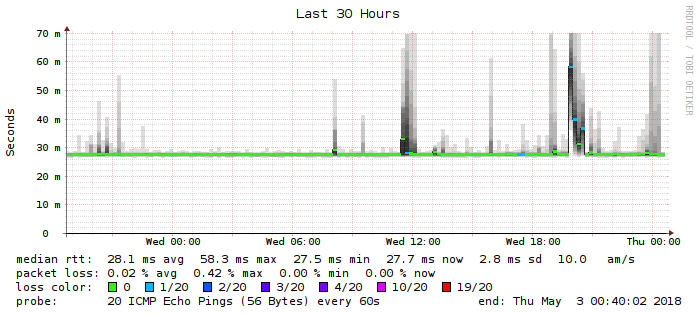 Last 30 Hours
RRDTOOL / TOBI OETIKER
Seconds
70 m
60 m
50 m
40 m
30 m
20 m
10 m
0
Wed 00:00 Wed 06:00 Wed 12:00 Wed 18:00 Thu 00:00
median rtt: 28.1 ms avg 58.3 ms max 27.5 ms min 27.7 ms now 2.8 ms sd 10.0 am/s
packet loss: 0.02 % avg 0.42 % max 0.00 % min 0.00 % now
loss color: 0 1/20 2/20 3/20 4/20 10/20 19/20
probe: 20 ICMP Echo Pings (56 Bytes) every 60s end: Thu May 3 00:40:02 2018